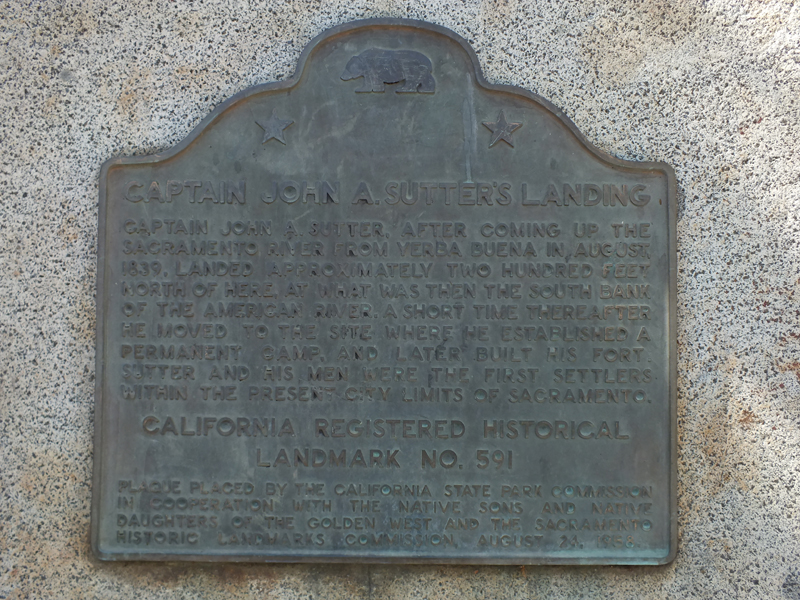 CAPTAIN JOHN A. SUTTER'S LANDING
CAPTAIN JOHN A. SUTTER, AFTER COMING UP THE
SACRAMENTO RIVER FROM YERBA BUENA IN AUGUST,
1839, LANDED APPROXIMATELY TWO HUNDRED FEET
NORTH OF HERE, AT WHAT WAS THEN THE SOUTH BANK
OF THE AMERICAN RIVER. A SHORT TIME THEREAFTER
HE MOVED TO THE SITE WHERE HE ESTABLISHED A
PERMANENT CAMP, AND LATER BUILT HIS FORT.
SUTTER AND HIS MEN WERE THE FIRST SETTLERS
WITHIN THE PRESENT CITY LIMITS OF SACRAMENTO.
CALIFORNIA REGISTERED HISTORICAL
LANDMARK NO. 591
PLAQUE PLACED BY THE CALIFORNIA STATE PARK COMMISSION
IN COOPERATION WITH THE NATIVE SONS AND NATIVE
DAUGHTERS OF THE GOLDEN WEST AND THE SACRAMENTO
HISTORIC LANDMARKS COMMISSION, AUGUST